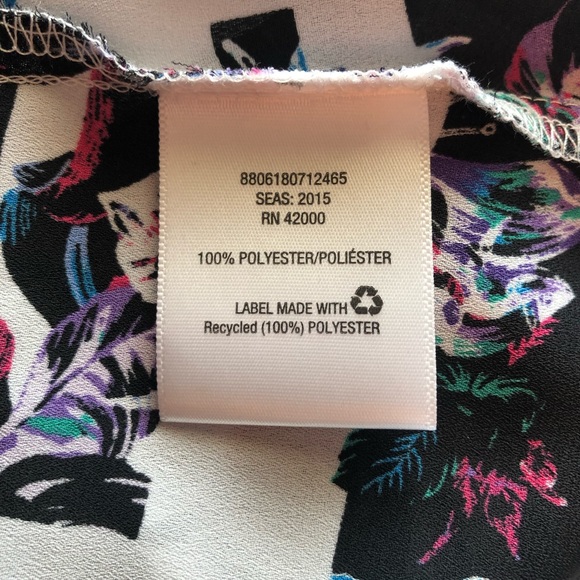 8806180712465
SEAS: 2015
RN 42000
100% POLYESTER/POLIÉSTER
LABEL MADE WITH
Recycled (100%) POLYESTER